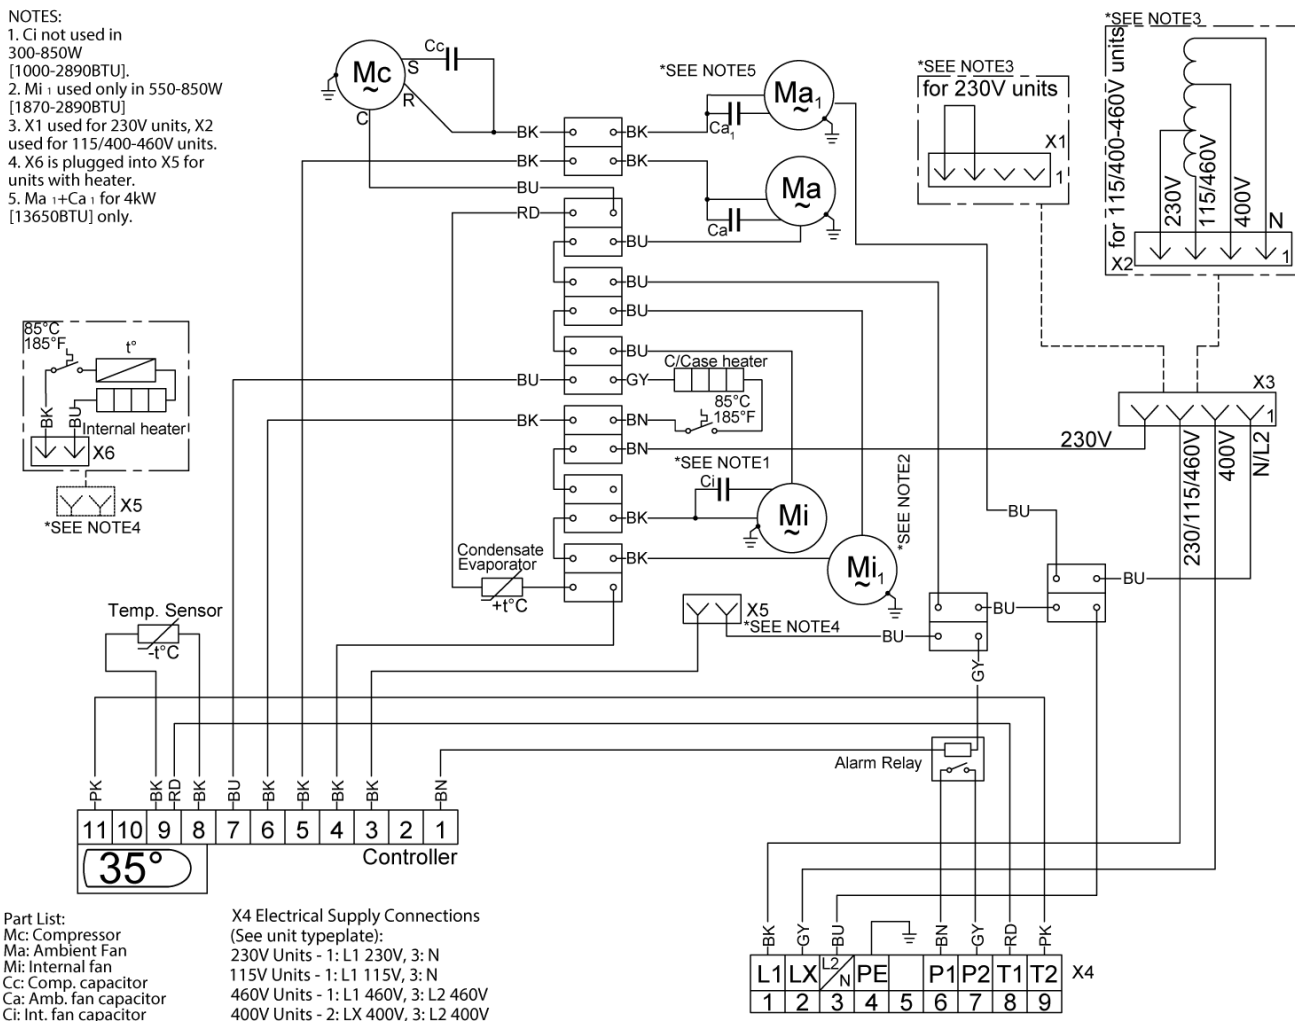 NOTES:
1. Ci not used in
300-850W
[1000-2890BTU].
2. Mi 1 used only in 550-850W
[1870-2890BTU]
3. X1 used for 230V units, X2
used for 115/400-460V units.
4. X6 is plugged into X5 for
units with heater.
5. Ma 1+Ca 1 for 4kW
[13650BTU] only.
Cc
Mc
~
S
R
C
BK
BK
BU
RD
BU
BK
BK
BK
BU
BU
BU
BU
GY
BN
BN
BK
BK
*SEE NOTE5
Ma1
~
Ca1
Ma
~
Ca
*SEE NOTE3
for 230V units
X1
1
*SEE NOTE3
for 115/400-460V units
230V
115/460V
400V
N
X2
1
85°C
185°F
t°
BK
BU
Internal heater
X6
X5
*SEE NOTE4
C/Case heater
85°C
185°F
*SEE NOTE1
Ci
Mi
~
*SEE NOTE2
Mi1
~
X3
1
230V
230/115/460V
400V
N/L2
BU
BU
BU
BU
GY
Condensate
Evaporator
+t°C
X5
*SEE NOTE4
Temp. Sensor
-t°C
Alarm Relay
PK
BK
RD
BK
BU
BK
BK
BK
BK
BN
11 10 9 8 7 6 5 4 3 2 1
35°
Controller
BK
GY
BU
BN
GY
RD
PK
L1 LX L2/N PE P1 P2 T1 T2 X4
1 2 3 4 5 6 7 8 9
Part List:
Mc: Compressor
Ma: Ambient Fan
Mi: Internal fan
Cc: Comp. capacitor
Ca: Amb. fan capacitor
Ci: Int. fan capacitor
X4 Electrical Supply Connections
(See unit typeplate):
230V Units - 1: L1 230V, 3: N
115V Units - 1: L1 115V, 3: N
460V Units - 1: L1 460V, 3: L2 460V
400V Units - 2: LX 400V, 3: L2 400V